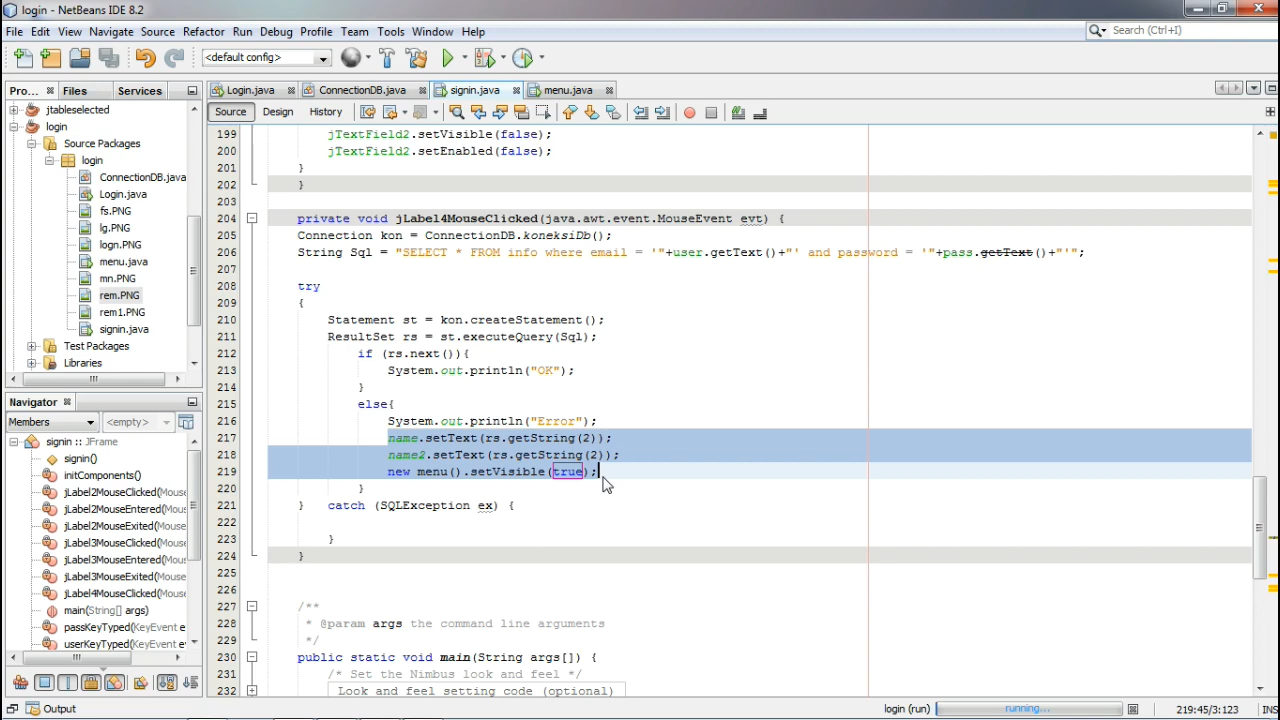 login - NetBeans IDE 8.2
File Edit View Navigate Source Refactor Run Debug Profile Team Tools Window Help
Search (Ctrl+I)
<default config>
Pro... Files Services
Login.java ConnectionDB.java signin.java menu.java
Source Design History
jtableselected
login
Source Packages
login
ConnectionDB.java
Login.java
fs.PNG
lg.PNG
logn.PNG
menu.java
mn.PNG
rem.PNG
rem1.PNG
signin.java
Test Packages
Libraries
Navigator
Members <empty>
signin :: JFrame
signin()
initComponents()
jLabel2MouseClicked(Mouse
jLabel2MouseEntered(Mouse
jLabel2MouseExited(Mouse
jLabel3MouseClicked(Mouse
jLabel3MouseEntered(Mouse
jLabel3MouseExited(Mouse
jLabel4MouseClicked(Mouse
main(String[] args)
passKeyTyped(KeyEvent e
userKeyTyped(KeyEvent e
199 jTextField2.setVisible(false);
200 jTextField2.setEnabled(false);
201 }
202 }
203
204 private void jLabel4MouseClicked(java.awt.event.MouseEvent evt) {
205 Connection kon = ConnectionDB.koneksiDb();
206 String Sql = "SELECT * FROM info where email = '"+user.getText()+"' and password = '"+pass.getText()+"'";
207
208 try
209 {
210 Statement st = kon.createStatement();
211 ResultSet rs = st.executeQuery(Sql);
212 if (rs.next()){
213 System.out.println("OK");
214 }
215 else{
216 System.out.println("Error");
217 name.setText(rs.getString(2));
218 name2.setText(rs.getString(2));
219 new menu().setVisible(true);
220 }
221 } catch (SQLException ex) {
222
223 }
224 }
225
226
227 /**
228 * @param args the command line arguments
229 */
230 public static void main(String args[]) {
231 /* Set the Nimbus look and feel */
232 Look and feel setting code (optional)
Output
login (run) running...
219:45/3:123 INS